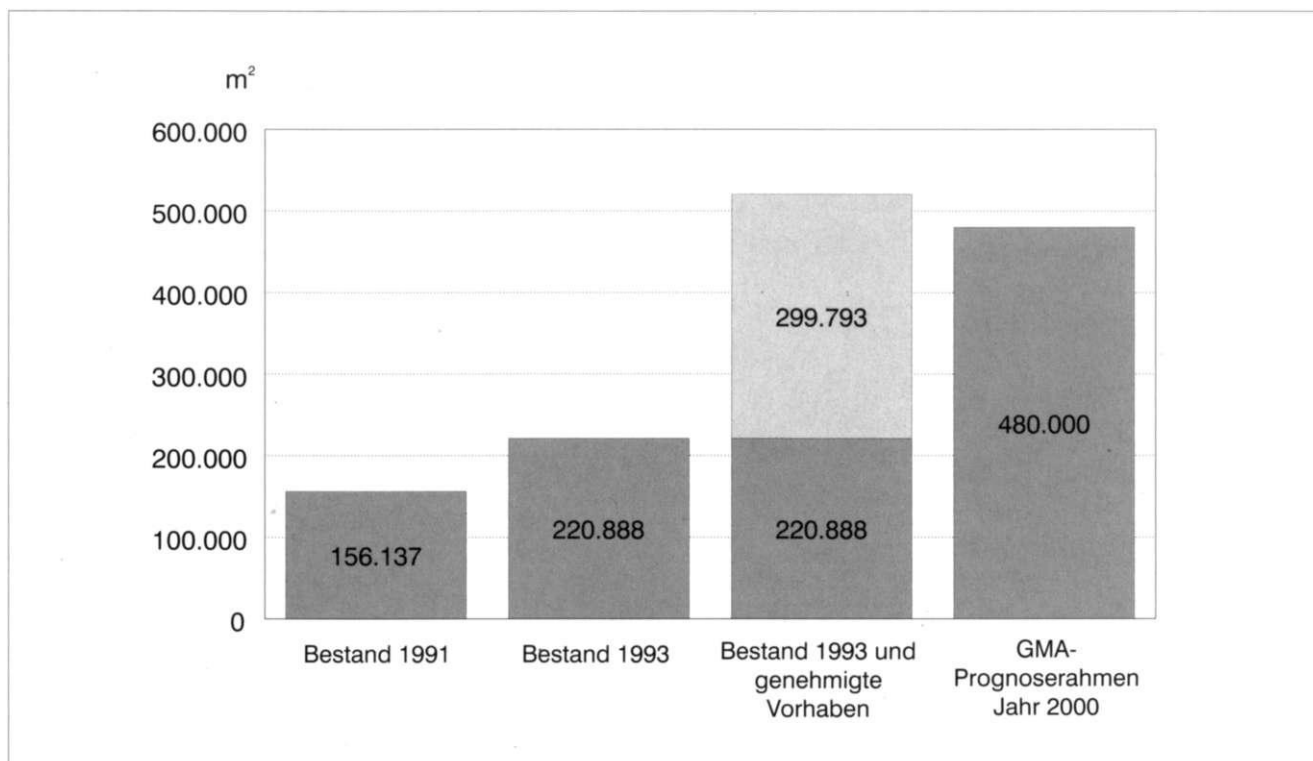 m²
600.000
500.000
400.000
300.000
200.000
100.000
0
299.793
480.000
220.888
220.888
156.137
Bestand 1991
Bestand 1993
Bestand 1993 und
genehmigte
Vorhaben
GMA-
Prognoserahmen
Jahr 2000